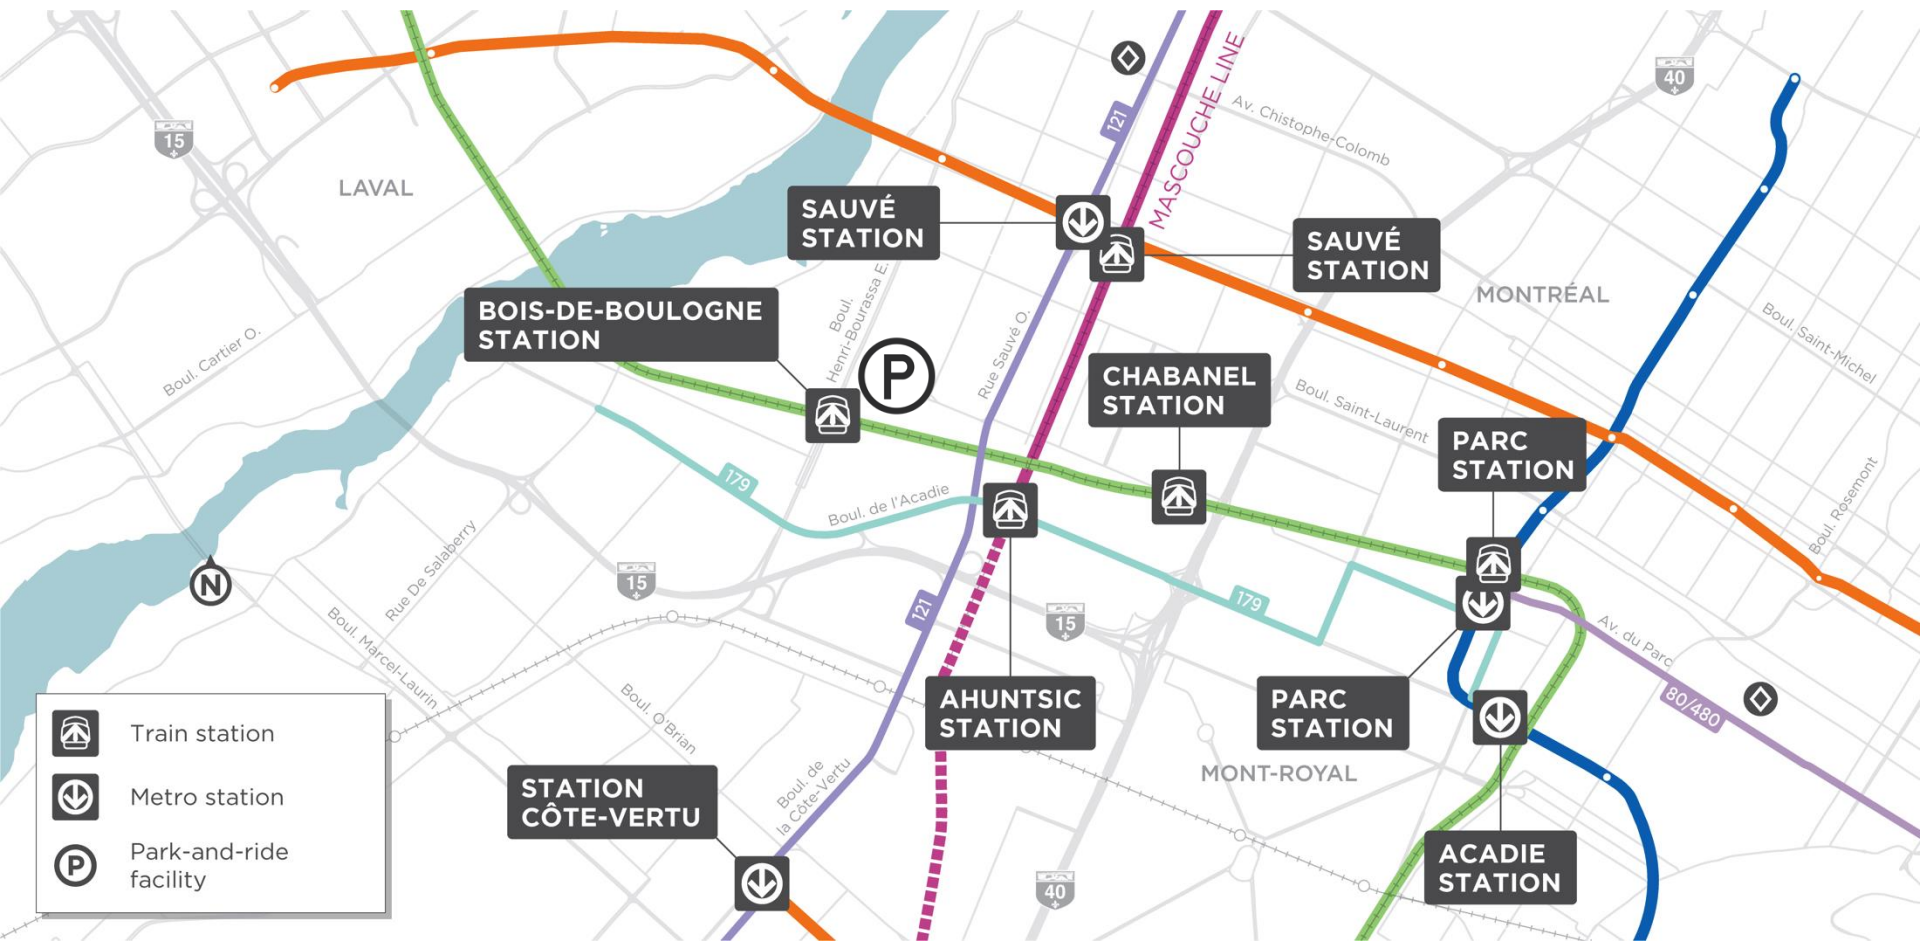 40
15
LAVAL
121
MASCOUCHE LINE
Av. Chistophe-Colomb
SAUVÉ
STATION
SAUVÉ
STATION
MONTRÉAL
BOIS-DE-BOULOGNE
STATION
Boul.
Henri-Bourassa E.
Boul. Cartier O.
P
Rue Sauvé O.
Boul. Saint-Michel
CHABANEL
STATION
Boul. Saint-Laurent
PARC
STATION
179
Boul. de l'Acadie
Boul. Rosemont
Rue De Salaberry
N
15
121
15
179
Av. du Parc
Boul. Marcel-Laurin
Boul. O'Brian
AHUNTSIC
STATION
PARC
STATION
80/480
MONT-ROYAL
Boul. de
la Côte-Vertu
STATION
CÔTE-VERTU
40
ACADIE
STATION
Train station
Metro station
P
Park-and-ride
facility